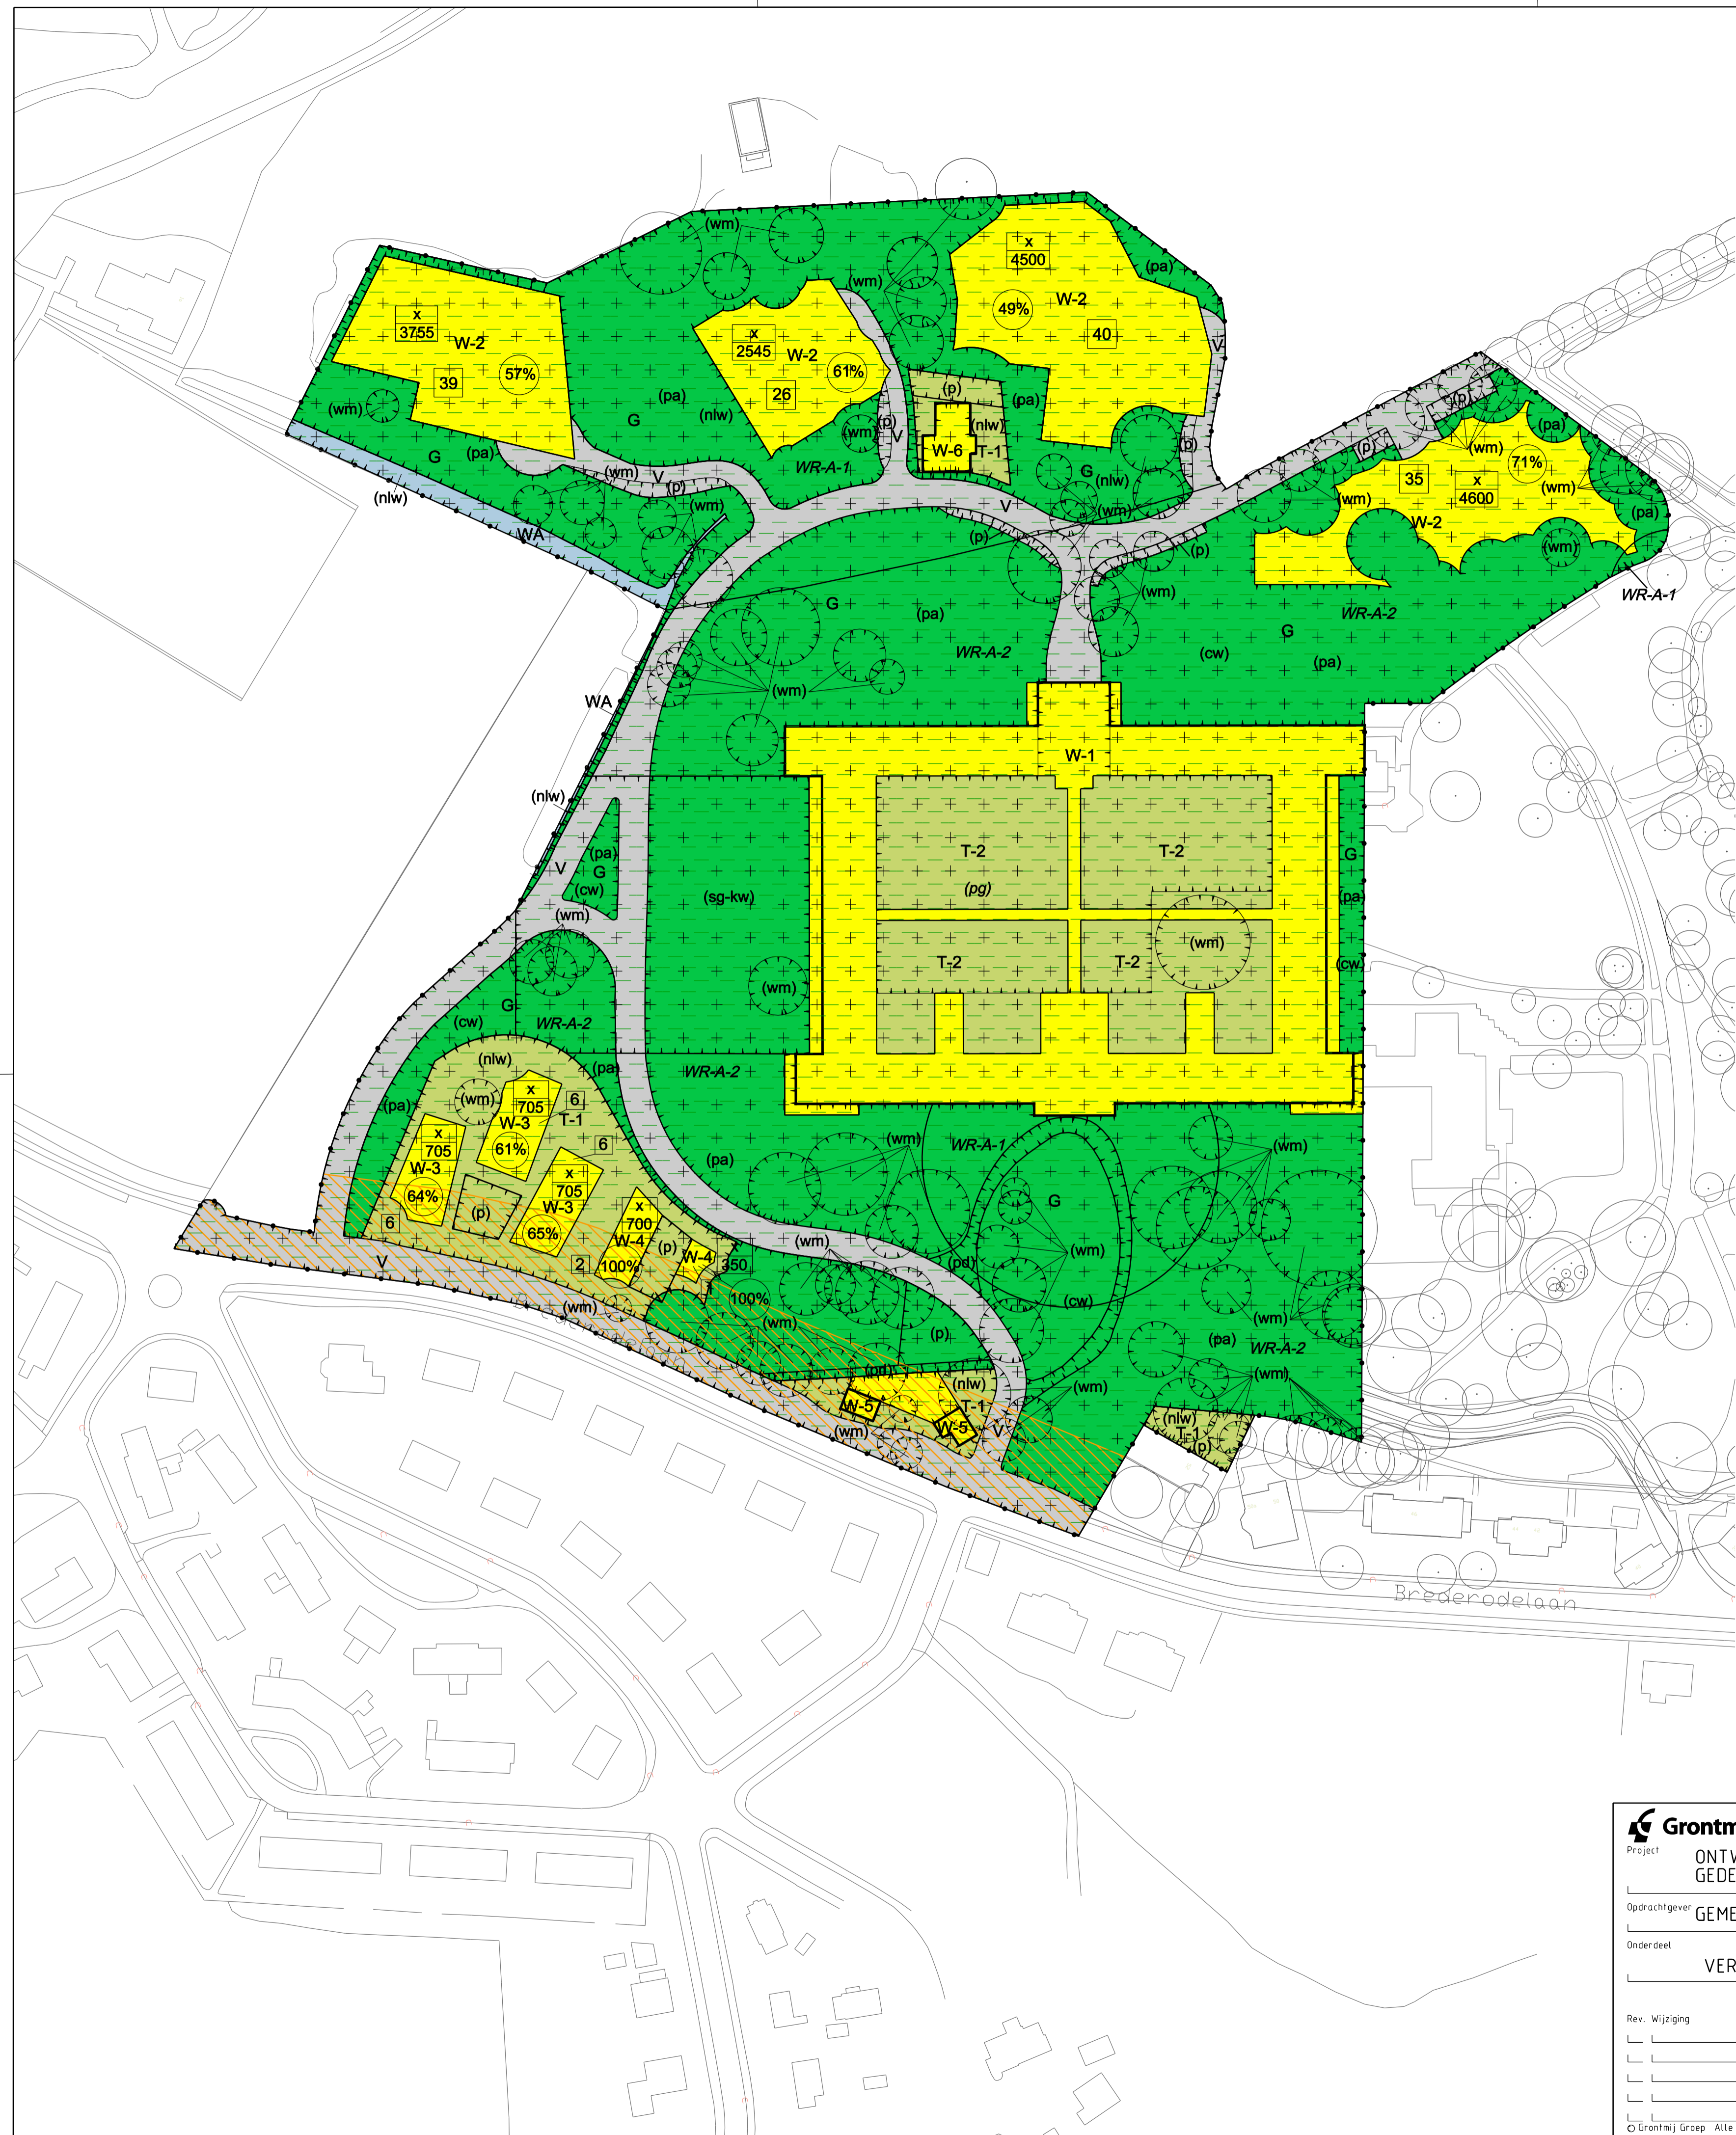 (wm)
x
4500
(pa)
(wm)
W-2
49%
40
x
3755
W-2
39
57%
x
2545
W-2
61%
26
V
(pa)
(nlw)
G
(wm)
(p)
(pa)
(nlw)
W-6
T-1
(p)
V
(wm)
WR-A-1
G
(pa)
(nlw)
WA
(wm)
V
(p)
(wm)
G
(nlw)
(wm)
(p)
V
(p)
(p)
(p)
(wm)
(pa)
71%
35
x
4600
(wm)
(wm)
W-2
(pa)
(wm)
WR-A-1
(p)
(wm)
G
(pa)
WR-A-2
WR-A-2
G
(cw)
(pa)
(wm)
WA
W-1
(nlw)
(pa)
G
(cw)
V
(wm)
(sg-kw)
T-2
T-2
(pg)
G
(pa)
(wm)
T-2
T-2
(cw)
(wm)
G
(cw)
WR-A-2
(nlw)
(pa)
WR-A-2
(wm)
(pa)
x
705
W-3
61%
6
T-1
6
x
705
W-3
64%
6
(p)
x
705
W-3
65%
2
x
700
W-4
100%
(p)
W-4
x
350
1
100%
V
(wm)
(wm)
WR-A-1
(wm)
(pa)
G
(wm)
(wm)
(pd)
(cw)
(wm)
(wm)
(p)
(pa)
WR-A-2
(wm)
(pd)
(nlw)
T-1
W-5
W-5
(wm)
V
(wm)
(nlw)
T-1
(p)
Brederodelaan
Grontm
Project
ONTW
GEDE
Opdrachtgever
GEME
Onderdeel
VER
Rev. Wijziging
Grontmij Groep Alle